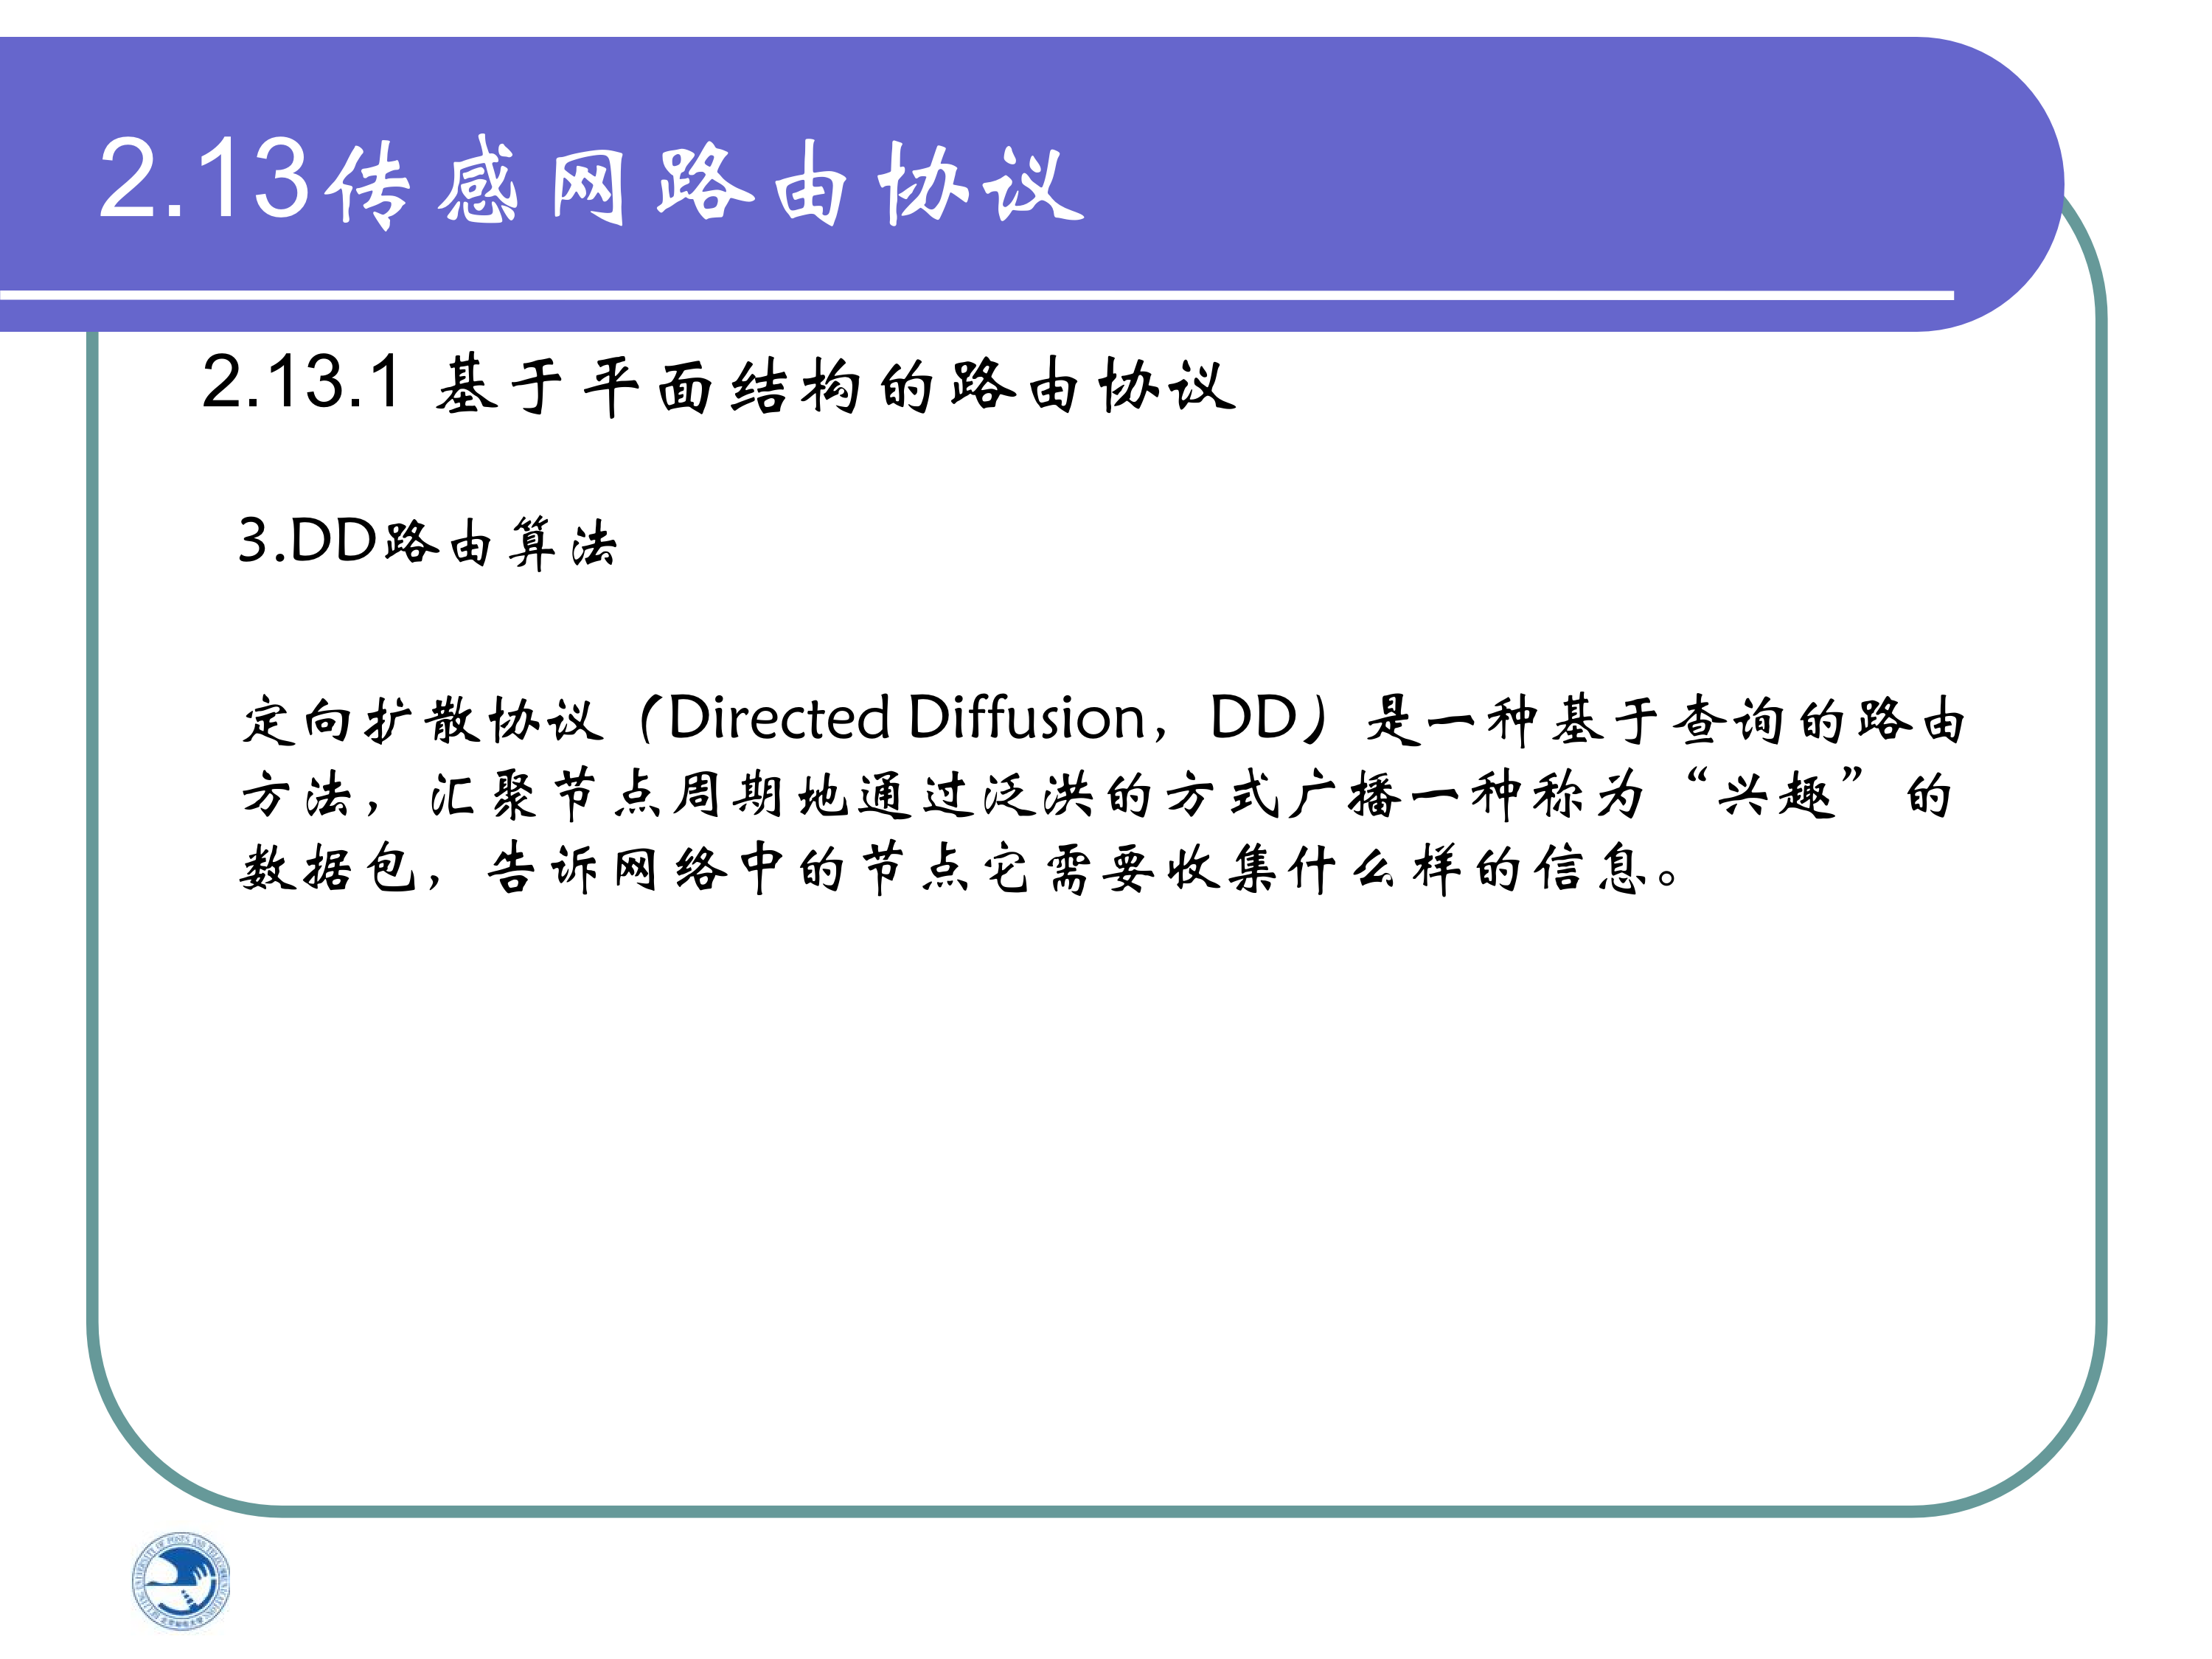 2.13传感网路由协议
2.13.1 基于平面结构的路由协议
3.DD路由算法
定向扩散协议（Directed Diffusion，DD）是一种基于查询的路由
方法，汇聚节点周期地通过泛洪的方式广播一种称为“兴趣”的
数据包，告诉网络中的节点它需要收集什么样的信息。